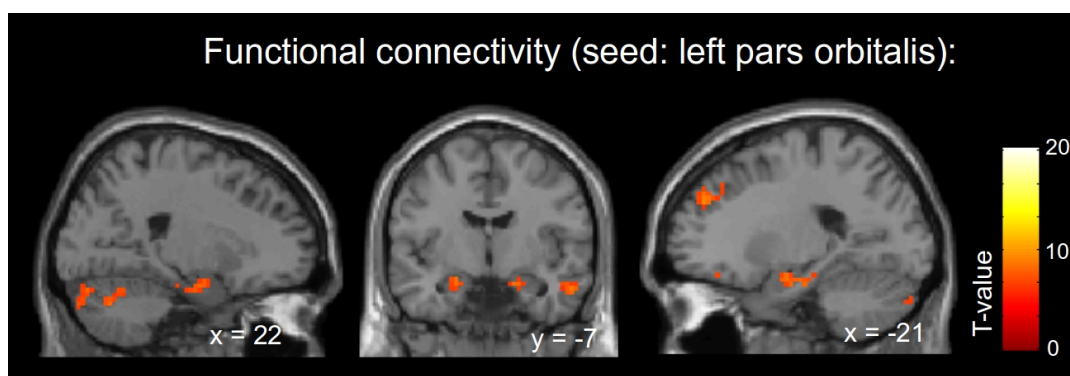 Functional connectivity (seed: left pars orbitalis):
x = 22
y = -7
x = -21
T-value
20
10
0